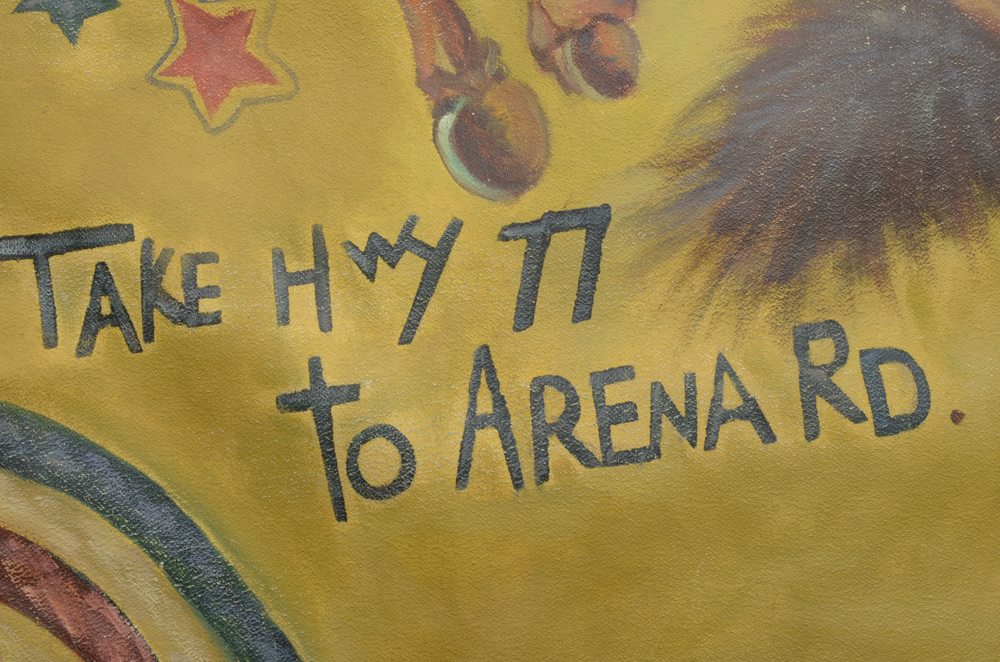 TAKE HWY 77
to ARENA RD.